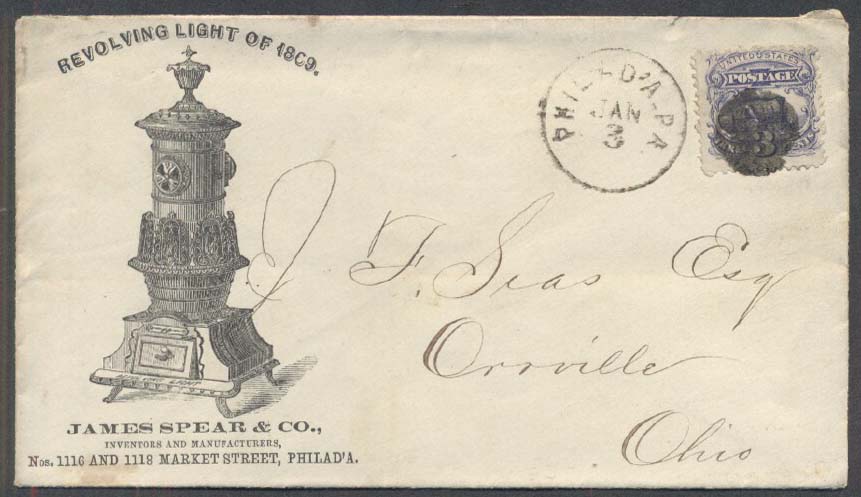 REVOLVING LIGHT OF 1869.
JAMES SPEAR & CO.,
INVENTORS AND MANUFACTURERS,
Nos. 1116 AND 1118 MARKET STREET, PHILAD'A.
PHILAD'A. PA
JAN
3
UNITED STATES
POSTAGE
3
J. F. Seas Esq
Orrville
Ohio